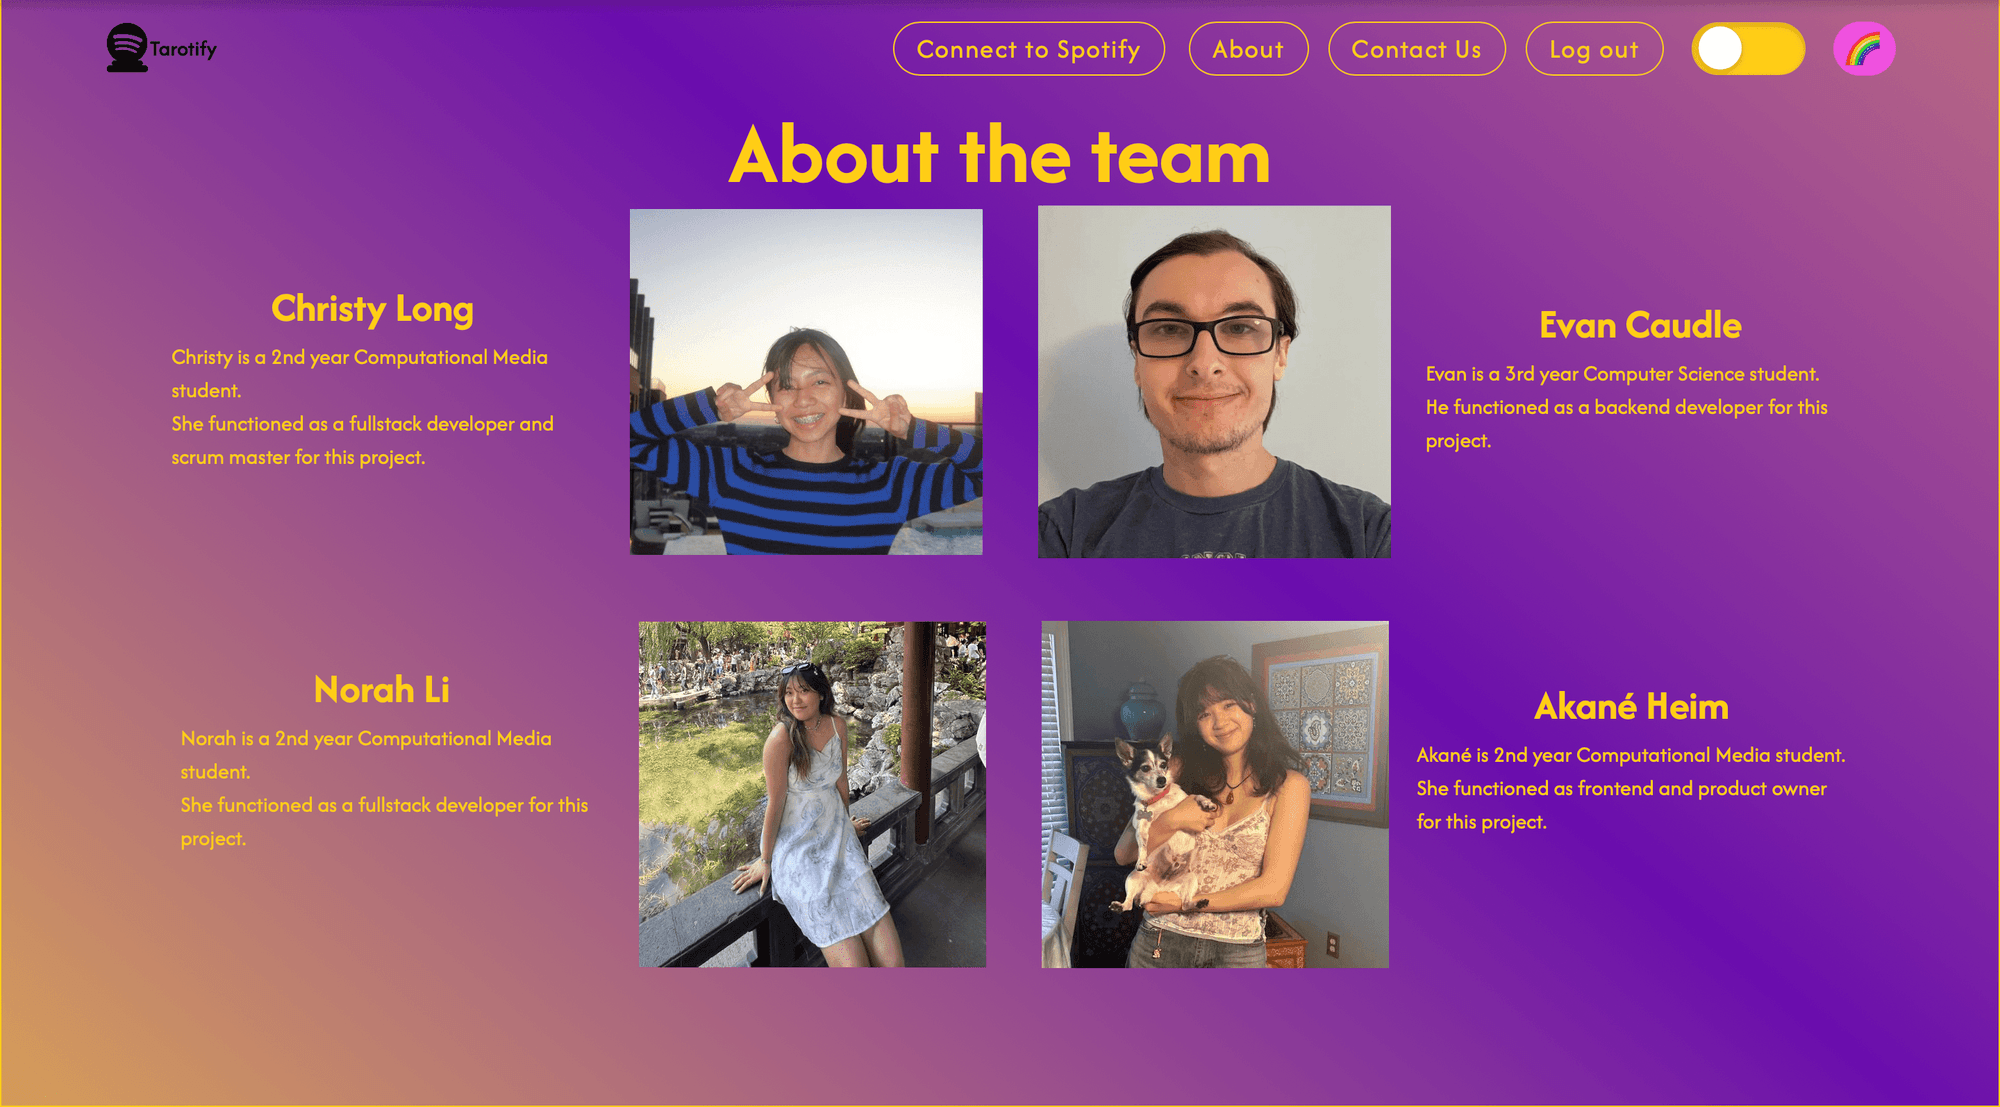 Tarotify
Connect to Spotify
About
Contact Us
Log out
About the team
Christy Long
Christy is a 2nd year Computational Media
student.
She functioned as a fullstack developer and
scrum master for this project.
Evan Caudle
Evan is a 3rd year Computer Science student.
He functioned as a backend developer for this
project.
Norah Li
Norah is a 2nd year Computational Media
student.
She functioned as a fullstack developer for this
project.
Akané Heim
Akané is 2nd year Computational Media student.
She functioned as frontend and product owner
for this project.